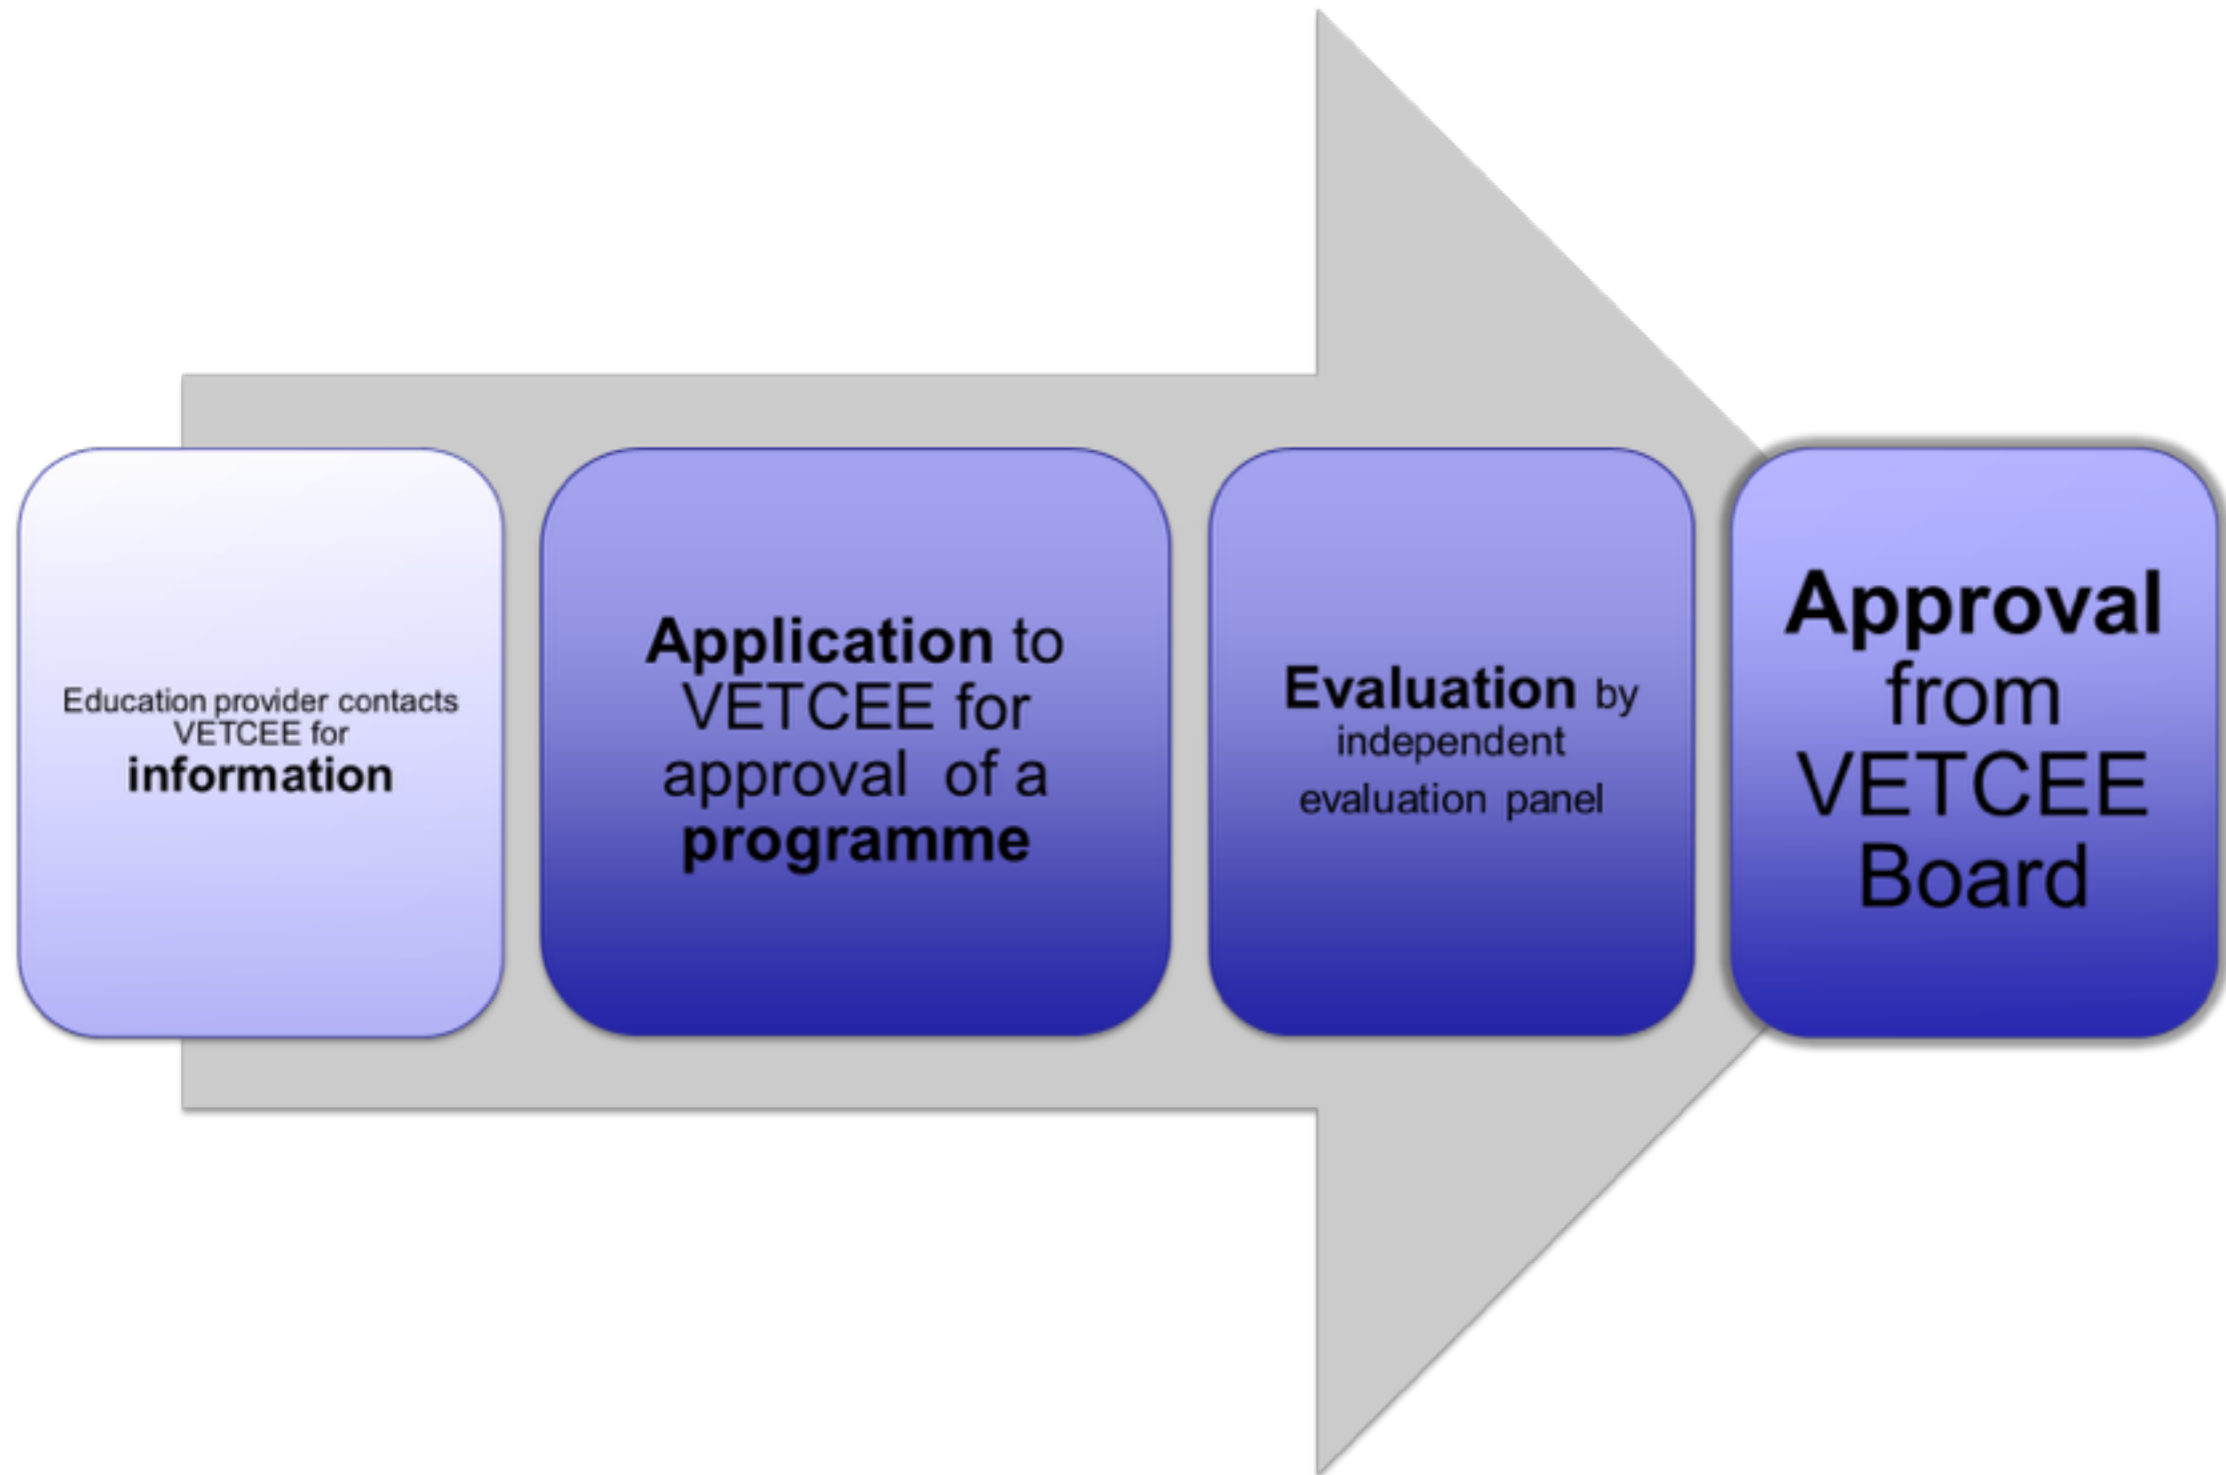 Education provider contacts
VETCEE for
information
Application to
VETCEE for
approval of a
programme
Evaluation by
independent
evaluation panel
Approval
from
VETCEE
Board